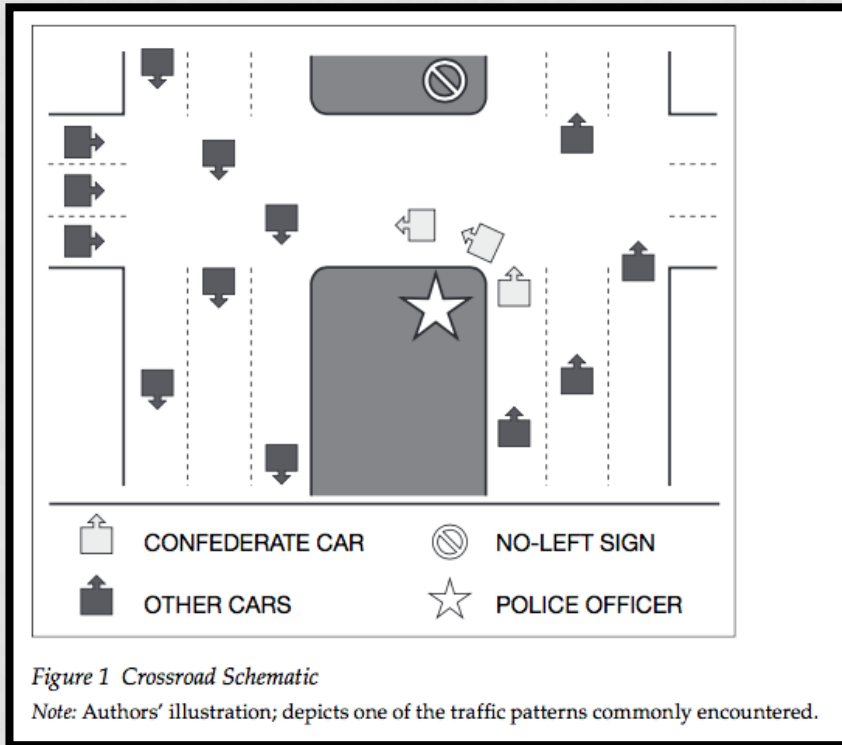 CONFEDERATE CAR
NO-LEFT SIGN
OTHER CARS
POLICE OFFICER
Figure 1 Crossroad Schematic
Note: Authors' illustration; depicts one of the traffic patterns commonly encountered.